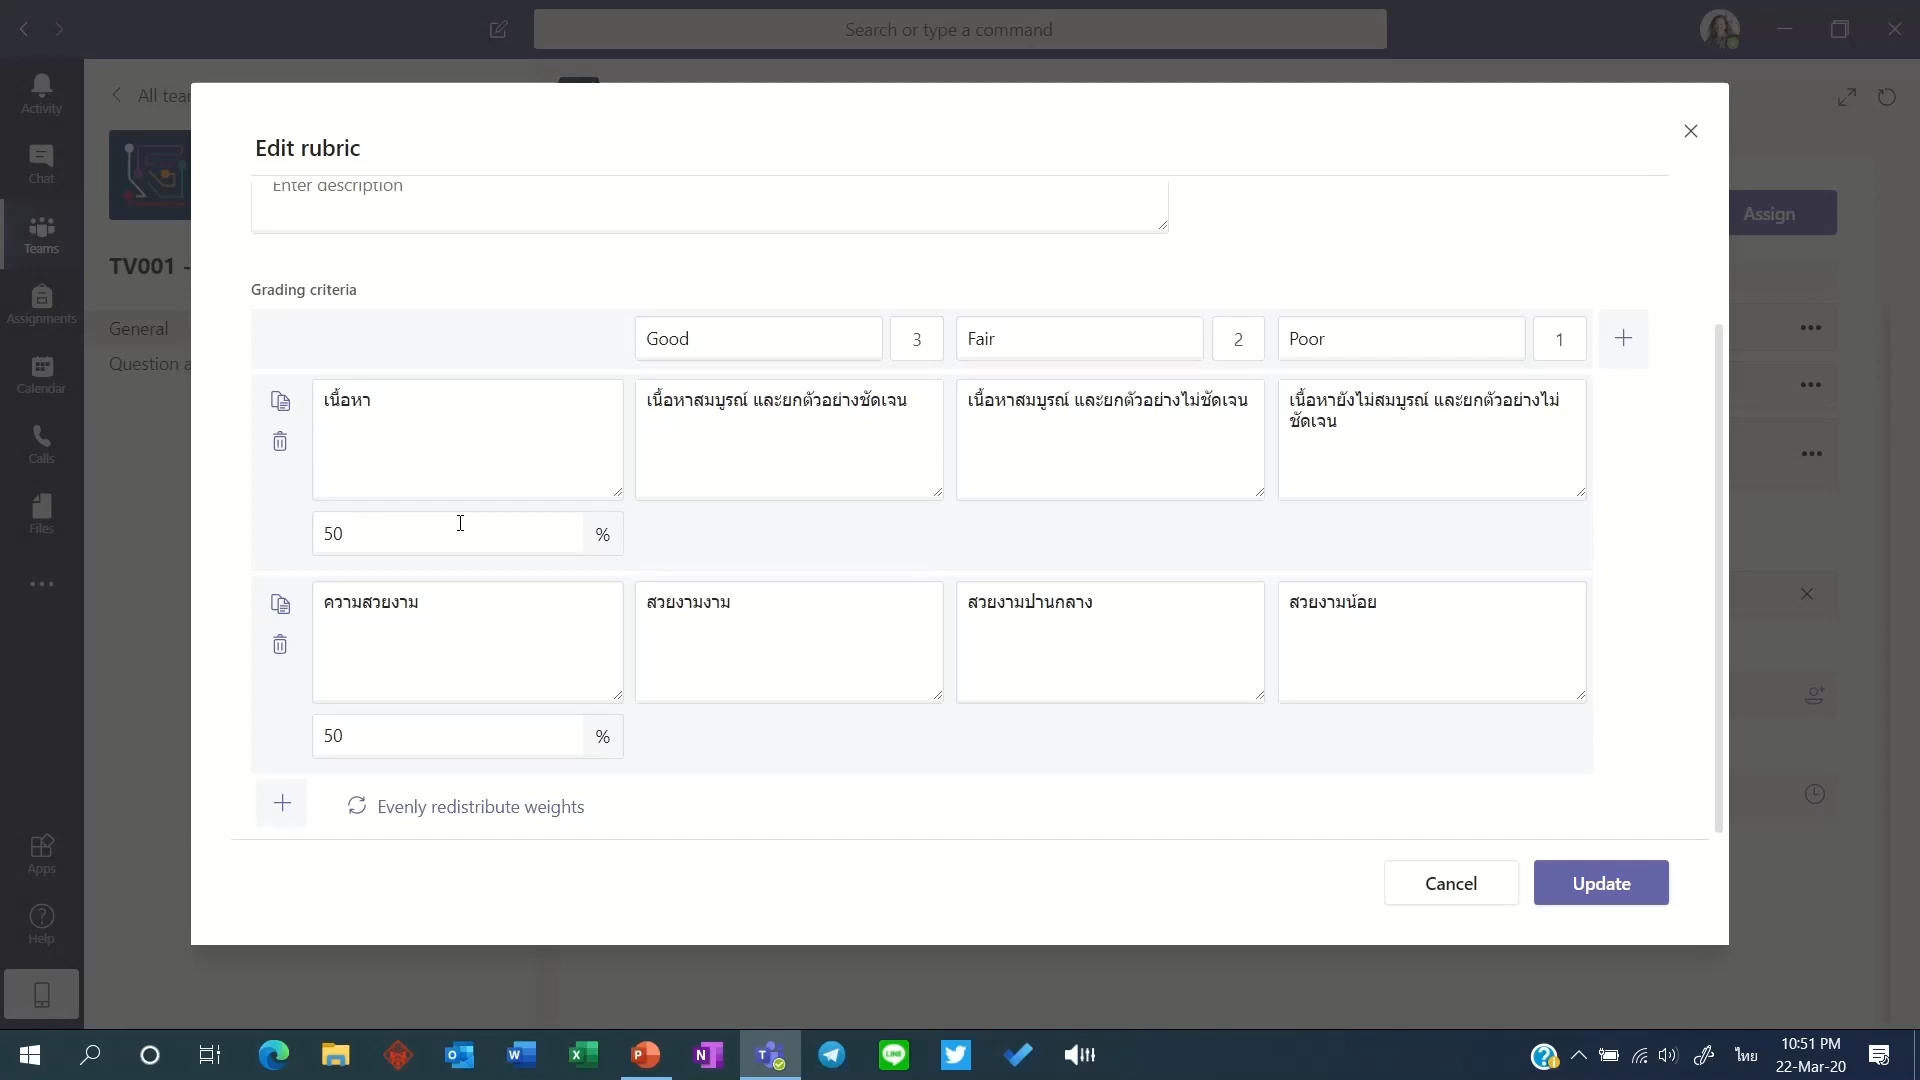 Search or type a command
Activity
Chat
Teams
Assignments
Calendar
Calls
Files
Apps
Help
All tea
TV001 -
General
Question a
Assign
Edit rubric
Enter description
Grading criteria
Good 3 Fair 2 Poor 1
เนื้อหา
เนื้อหาสมบูรณ์ และยกตัวอย่างชัดเจน
เนื้อหาสมบูรณ์ และยกตัวอย่างไม่ชัดเจน
เนื้อหายังไม่สมบูรณ์ และยกตัวอย่างไม่
ชัดเจน
50 %
ความสวยงาม
สวยงามงาม
สวยงามปานกลาง
สวยงามน้อย
50 %
Evenly redistribute weights
Cancel
Update
LINE
ไทย
10:51 PM
22-Mar-20